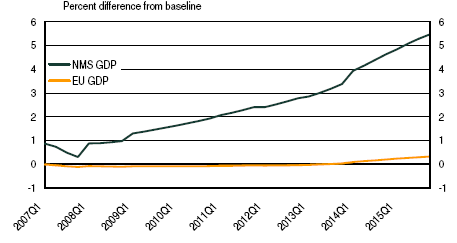 Percent difference from baseline
6 6
5 5
NMS GDP
4 4
EU GDP
3 3
2 2
1 1
0 0
-1 -1
2007Q1 2008Q1 2009Q1 2010Q1 2011Q1 2012Q1 2013Q1 2014Q1 2015Q1